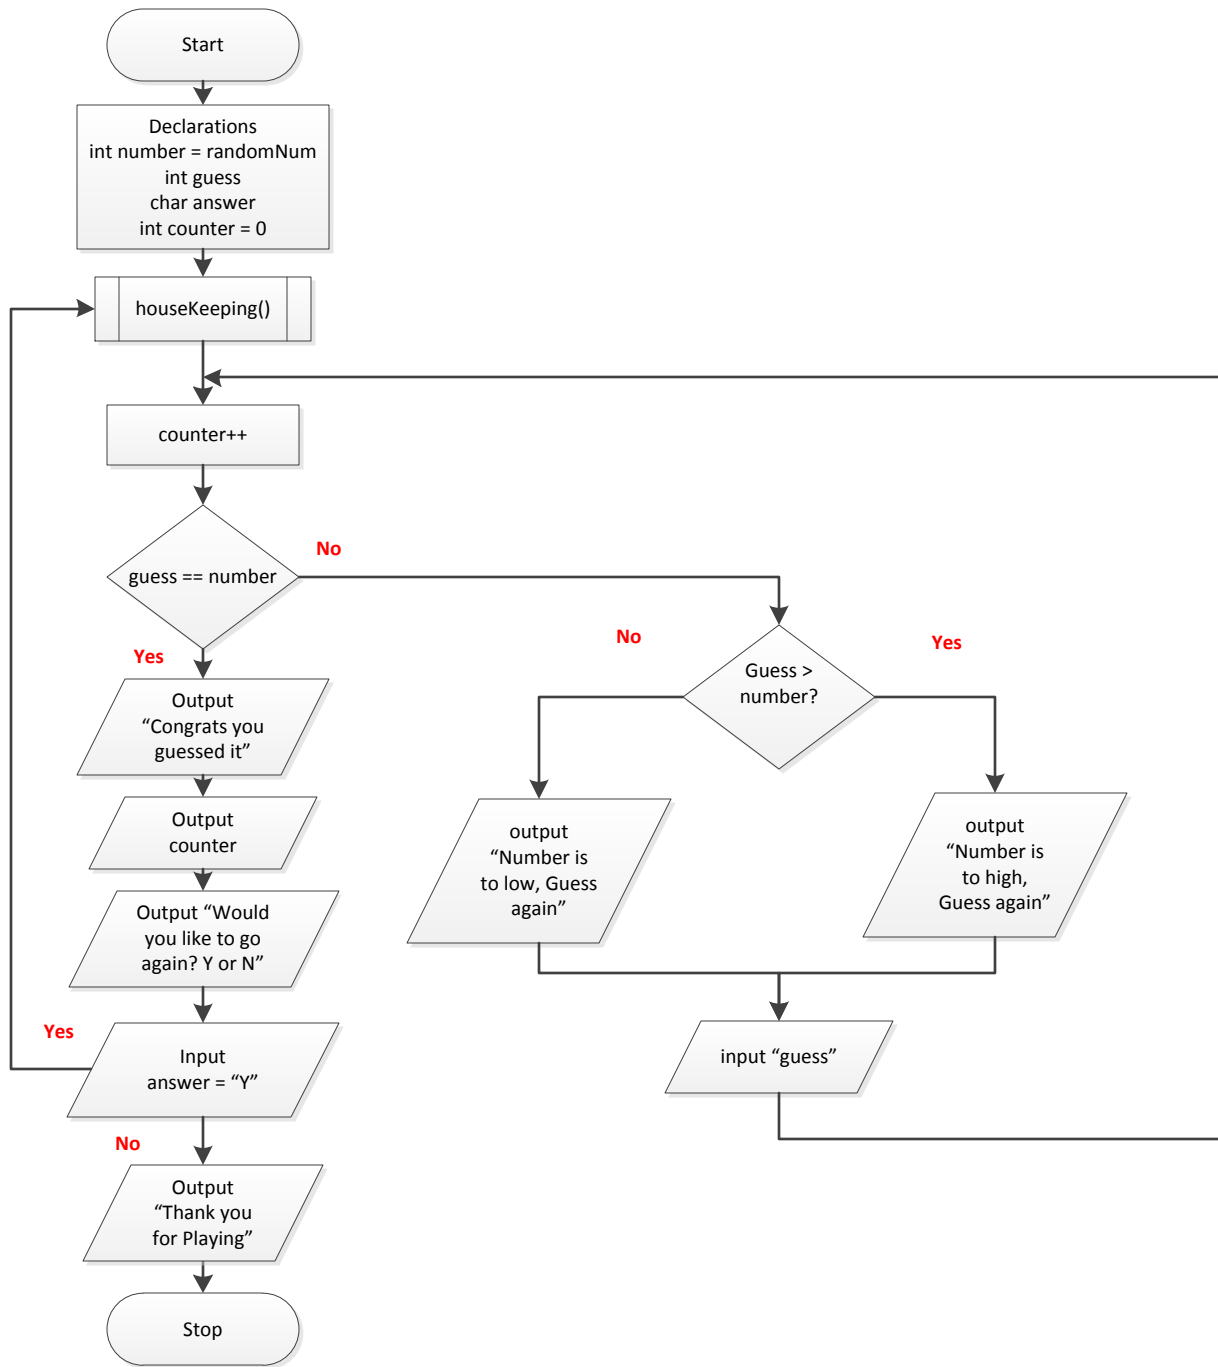 Start
Declarations
int number = randomNum
int guess
char answer
int counter = 0
houseKeeping()
counter++
guess == number
No
Yes
Output
“Congrats you
guessed it”
Output
counter
Output “Would
you like to go
again? Y or N”
Yes
Input
answer = “Y”
No
Output
“Thank you
for Playing”
Stop
Guess >
number?
No
Yes
output
“Number is
to low, Guess
again”
output
“Number is
to high,
Guess again”
input “guess”